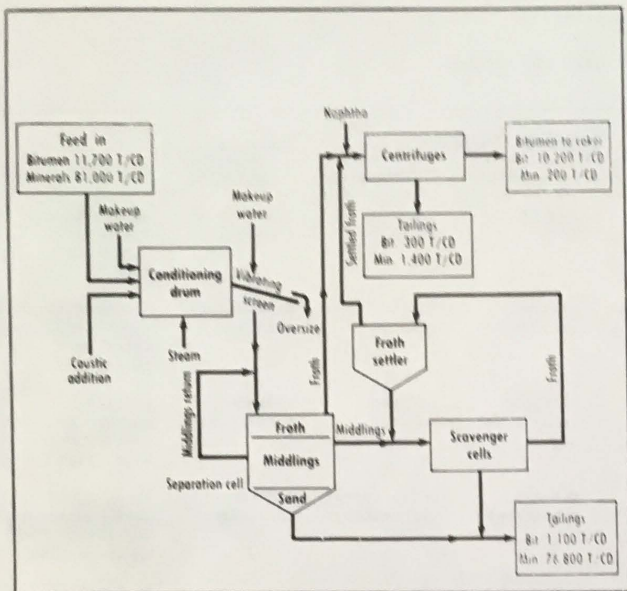 Feed in
Bitumen 11,700 T/CD
Minerals 81,000 T/CD
Makeup
water
Makeup
water
Naphtha
Centrifuges
Bitumen to coker
Bit 10 200 T/CD
Min 200 T/CD
Tailings
Bit 300 T/CD
Min 1,400 T/CD
Settled froth
Conditioning
drum
Vibrating
screen
Oversize
Caustic
addition
Steam
Froth
settler
Froth
Froth
Middlings return
Froth
Middlings
Sand
Middlings
Separation cell
Scavenger
cells
Tailings
Bit 1 100 T/CD
Min 76 800 T/CD